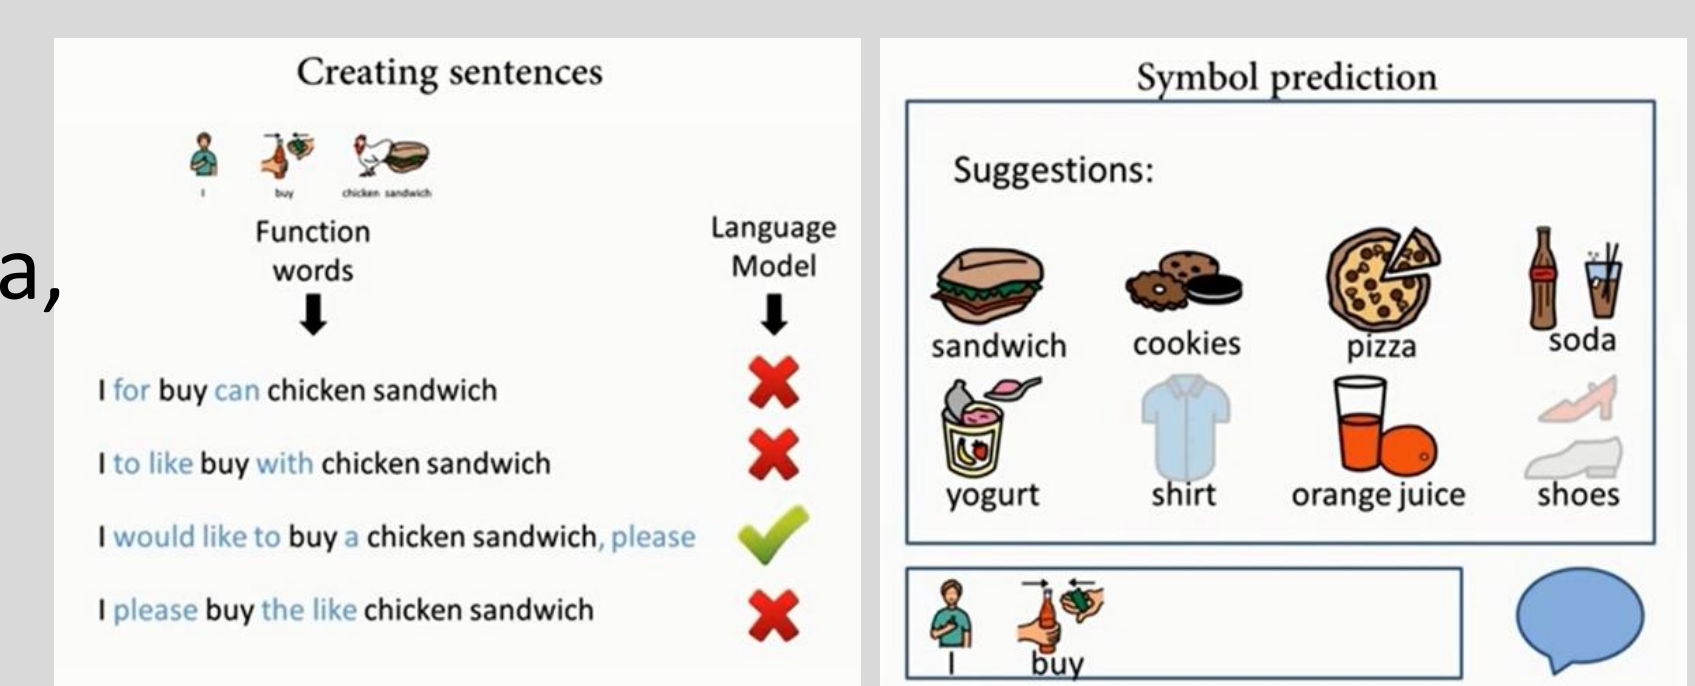 a,
Creating sentences
I
buy
chicken sandwich
Function
words
Language
Model
I for buy can chicken sandwich
I to like buy with chicken sandwich
I would like to buy a chicken sandwich, please
I please buy the like chicken sandwich
Symbol prediction
Suggestions:
sandwich
cookies
pizza
soda
yogurt
shirt
orange juice
shoes
I
buy